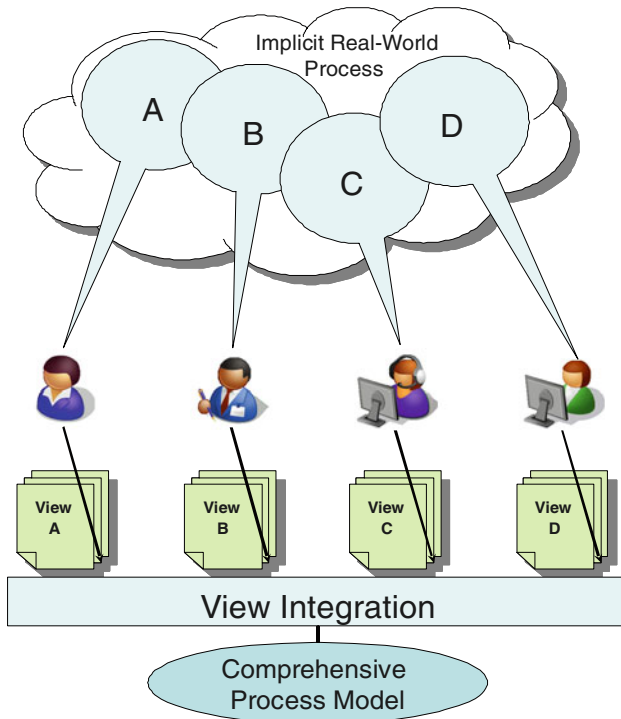 Implicit Real-World
Process
A
B
C
D
View
A
View
B
View
C
View
D
View Integration
Comprehensive
Process Model